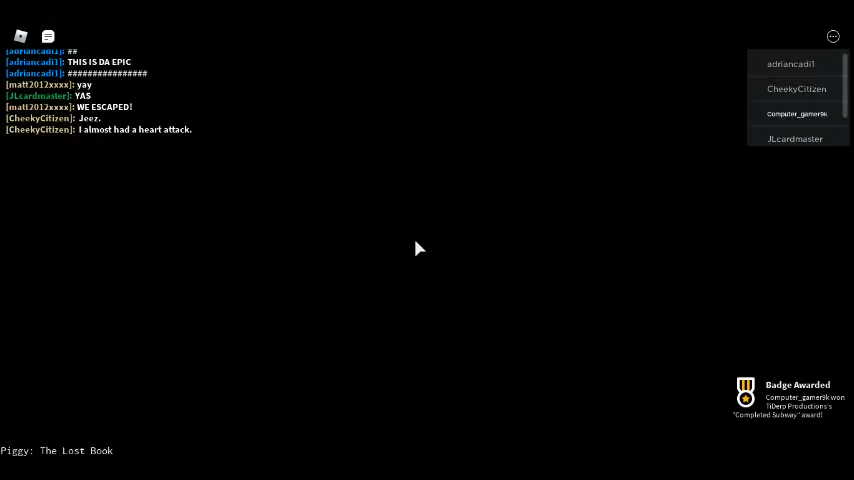 [adriancadi1]: ##
[adriancadi1]: THIS IS DA EPIC
[adriancadi1]: ################
[matt2012xxxx]: yay
[JLcardmaster]: YAS
[matt2012xxxx]: WE ESCAPED!
[CheekyCitizen]: Jeez.
[CheekyCitizen]: I almost had a heart attack.
adriancadi1
CheekyCitizen
Computer_gamer9k
JLcardmaster
Badge Awarded
Computer_gamer9k won
TiDerp Productions's
"Completed Subway" award!
Piggy: The Lost Book